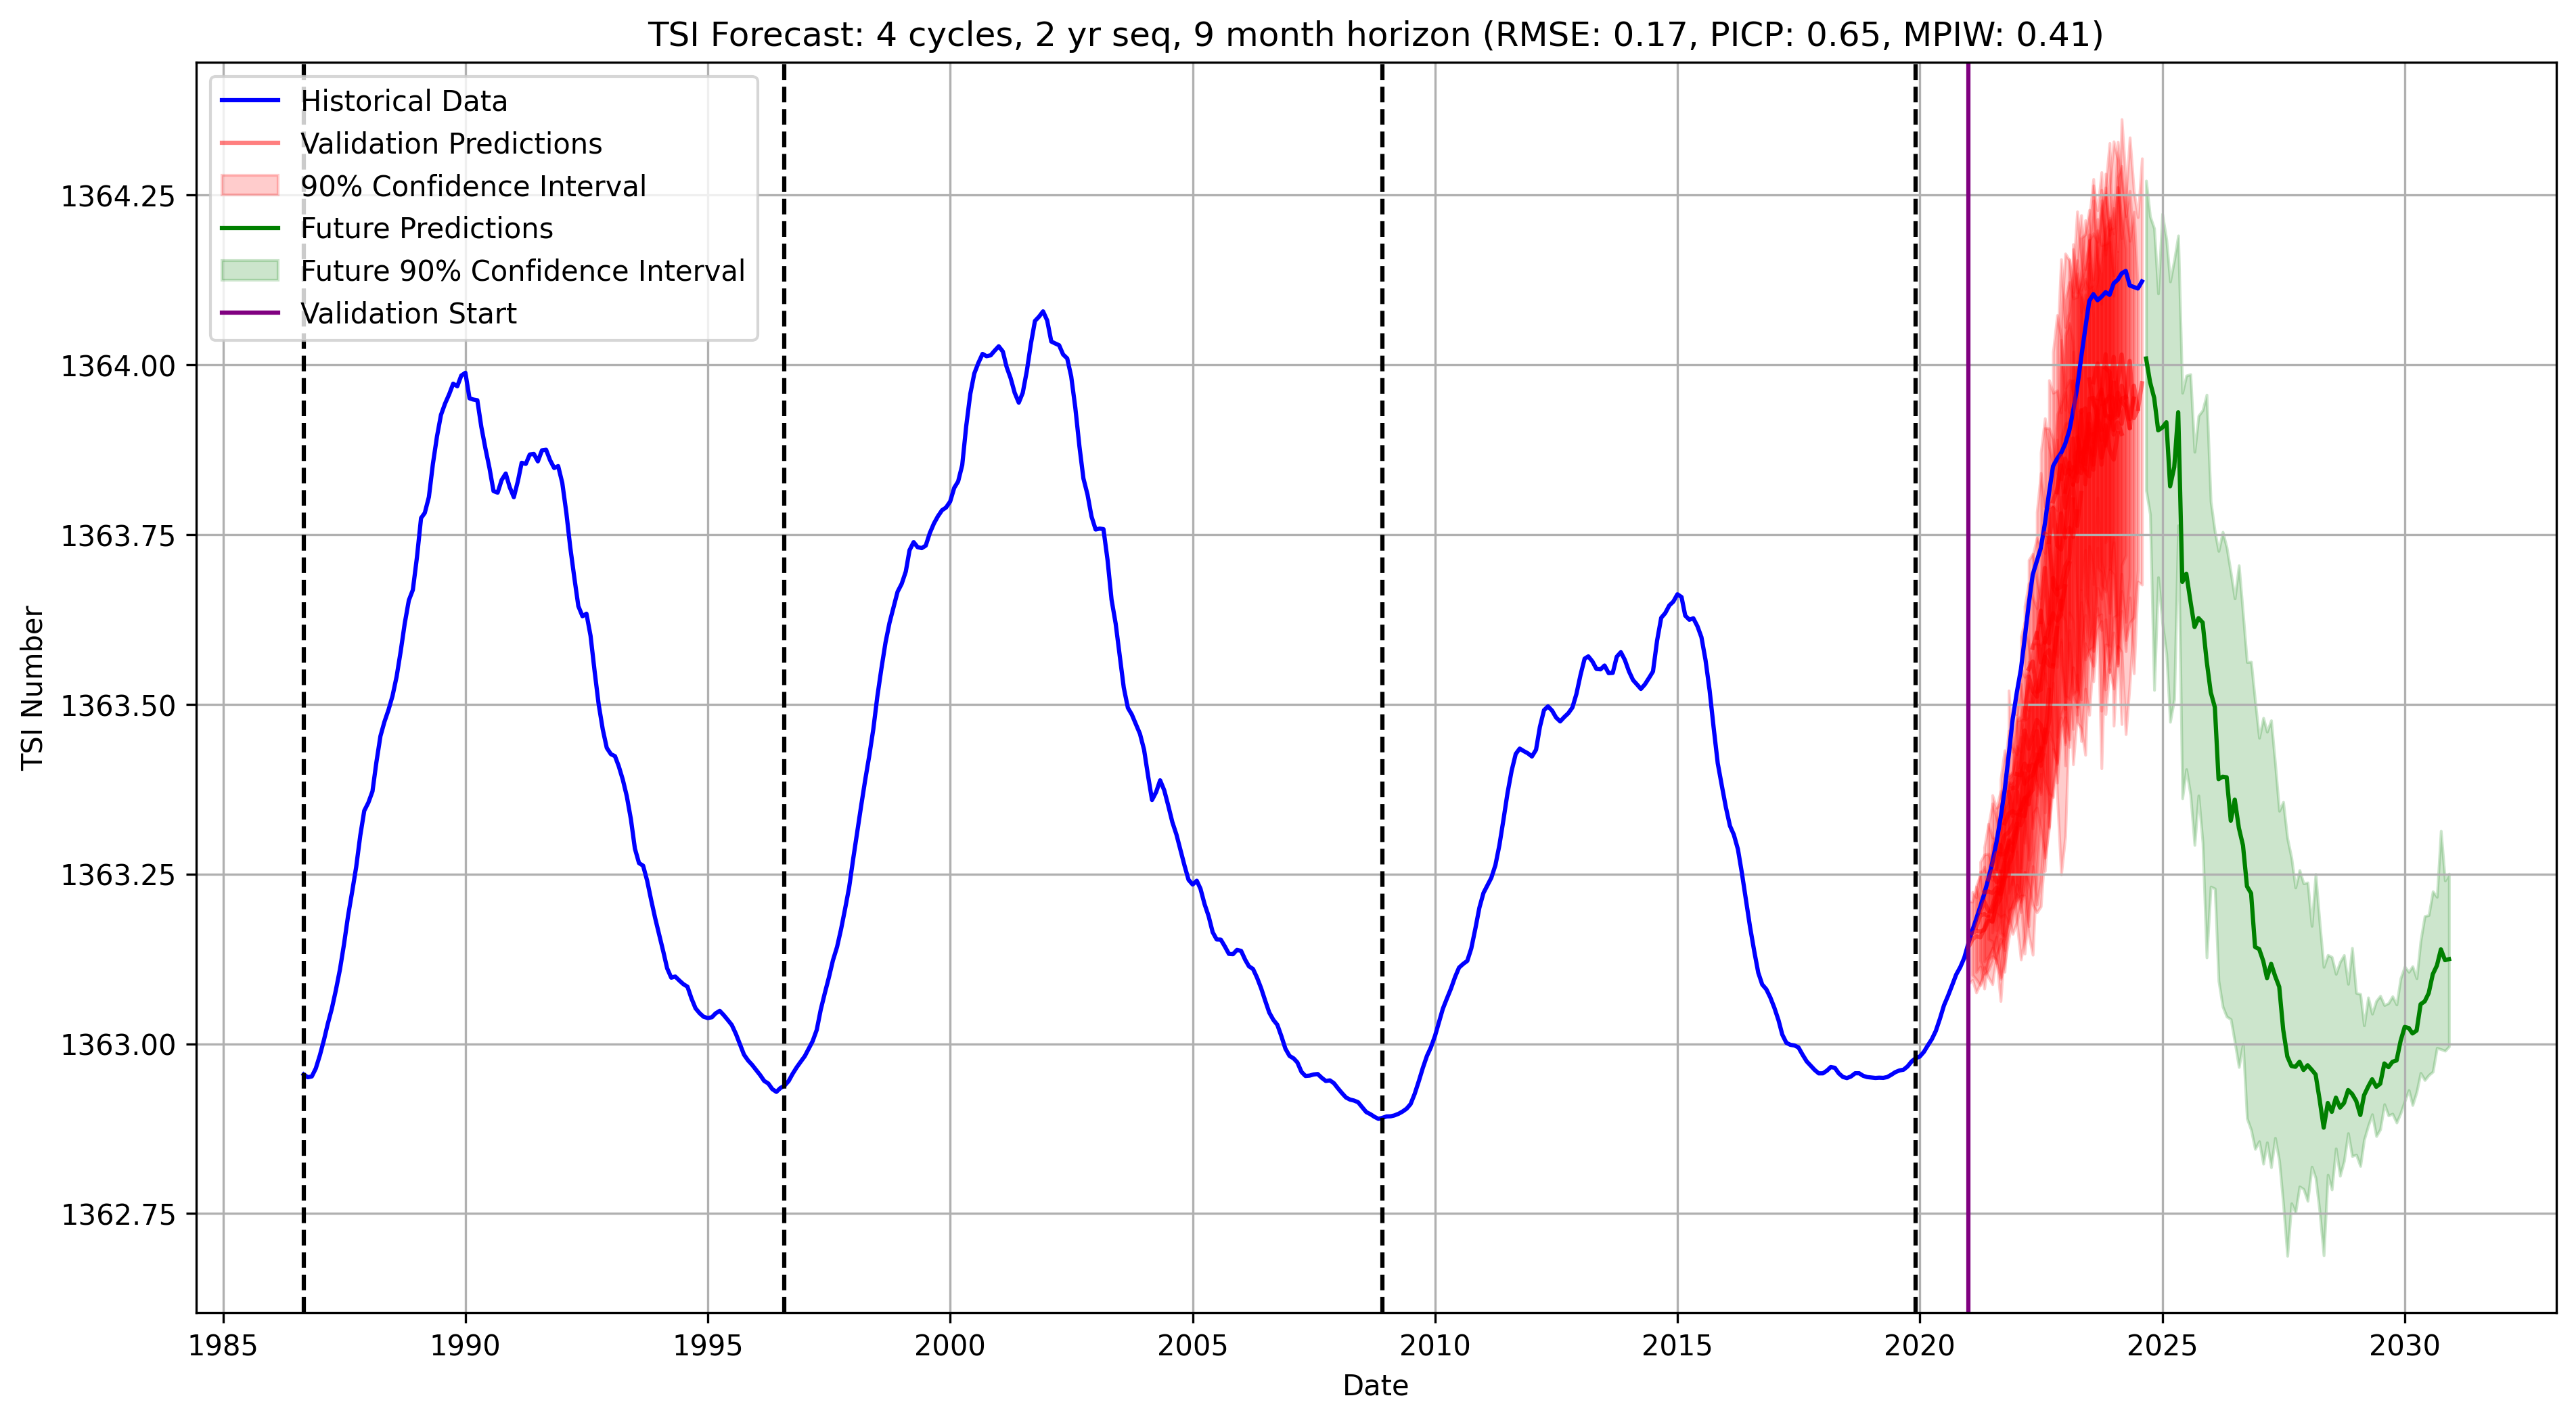 TSI Forecast: 4 cycles, 2 yr seq, 9 month horizon (RMSE: 0.17, PICP: 0.65, MPIW: 0.41)
Historical Data
Validation Predictions
90% Confidence Interval
Future Predictions
Future 90% Confidence Interval
Validation Start
1364.25
1364.00
1363.75
1363.50
1363.25
1363.00
1362.75
TSI Number
1985 1990 1995 2000 2005 2010 2015 2020 2025 2030
Date